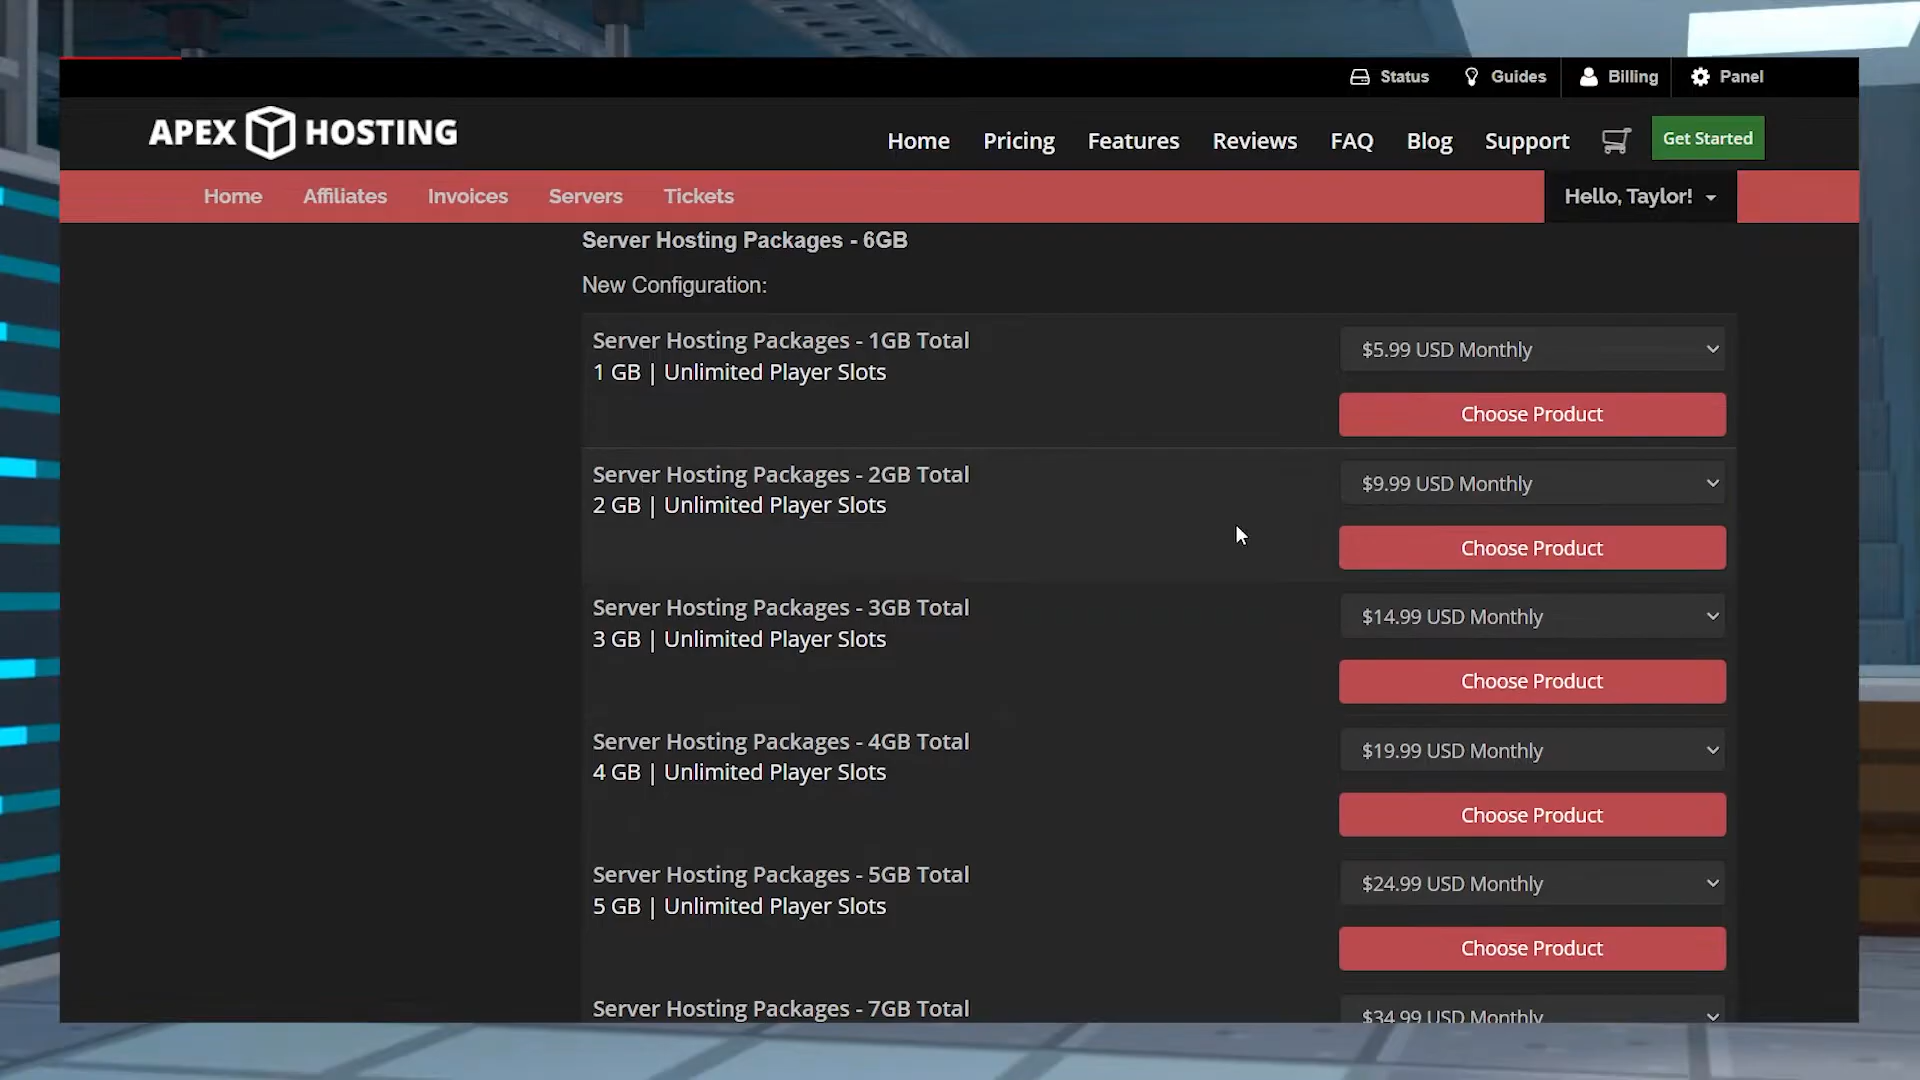 Status Guides Billing Panel
APEX HOSTING
Home Pricing Features Reviews FAQ Blog Support Get Started
Home Affiliates Invoices Servers Tickets Hello, Taylor!
Server Hosting Packages - 6GB
New Configuration:
Server Hosting Packages - 1GB Total
1 GB | Unlimited Player Slots
$5.99 USD Monthly
Choose Product
Server Hosting Packages - 2GB Total
2 GB | Unlimited Player Slots
$9.99 USD Monthly
Choose Product
Server Hosting Packages - 3GB Total
3 GB | Unlimited Player Slots
$14.99 USD Monthly
Choose Product
Server Hosting Packages - 4GB Total
4 GB | Unlimited Player Slots
$19.99 USD Monthly
Choose Product
Server Hosting Packages - 5GB Total
5 GB | Unlimited Player Slots
$24.99 USD Monthly
Choose Product
Server Hosting Packages - 7GB Total
$34.99 USD Monthly